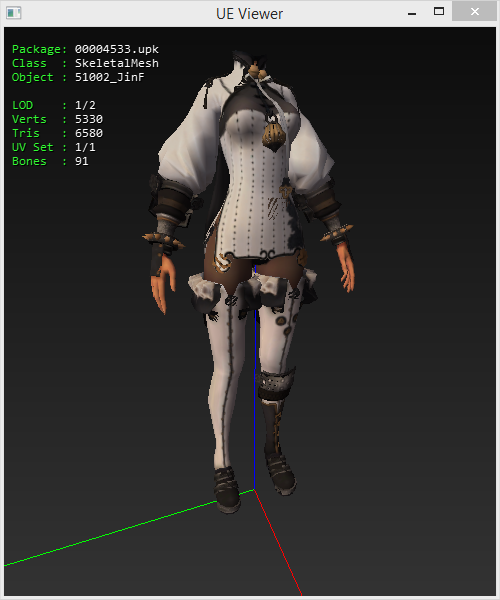 UE Viewer
Package: 00004533.upk
Class  : SkeletalMesh
Object : 51002_JinF
LOD    : 1/2
Verts  : 5330
Tris   : 6580
UV Set : 1/1
Bones  : 91